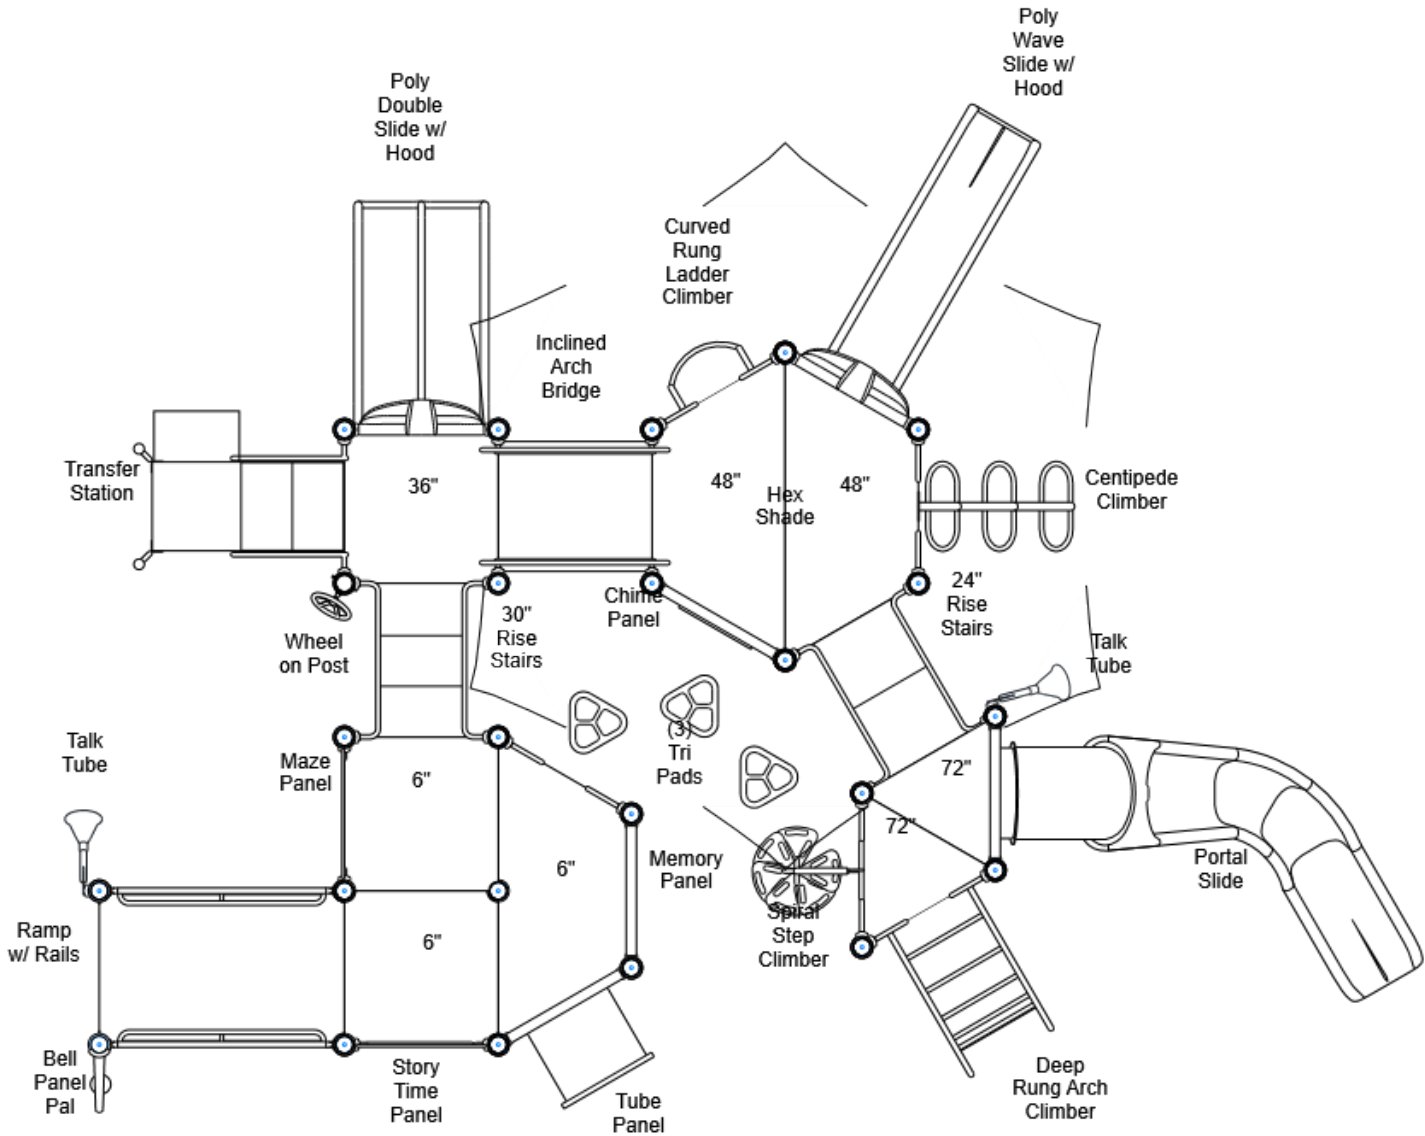 Poly
Wave
Slide w/
Hood
Poly
Double
Slide w/
Hood
Curved
Rung
Ladder
Climber
Inclined
Arch
Bridge
Transfer
Station
36"
48"
48"
Hex
Shade
Centipede
Climber
Chime
Panel
30"
Rise
Stairs
24"
Rise
Stairs
Wheel
on Post
Talk
Tube
Talk
Tube
Maze
Panel
6"
(3)
Tri
Pads
72"
72"
6"
Memory
Panel
Portal
Slide
Ramp
w/ Rails
6"
Spiral
Step
Climber
Bell
Panel
Pal
Story
Time
Panel
Tube
Panel
Deep
Rung Arch
Climber